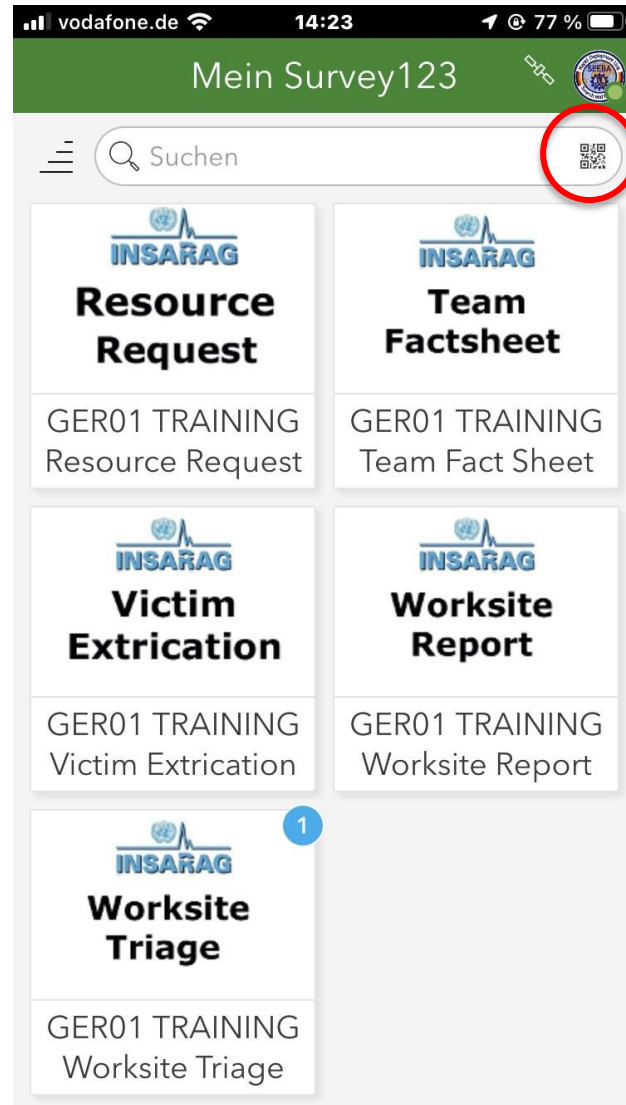 vodafone.de 14:23 77 %
Mein Survey123
SEEBA
Suchen
INSARAG
Resource
Request
GER01 TRAINING
Resource Request
INSARAG
Team
Factsheet
GER01 TRAINING
Team Fact Sheet
INSARAG
Victim
Extrication
GER01 TRAINING
Victim Extrication
INSARAG
Worksite
Report
GER01 TRAINING
Worksite Report
1
INSARAG
Worksite
Triage
GER01 TRAINING
Worksite Triage